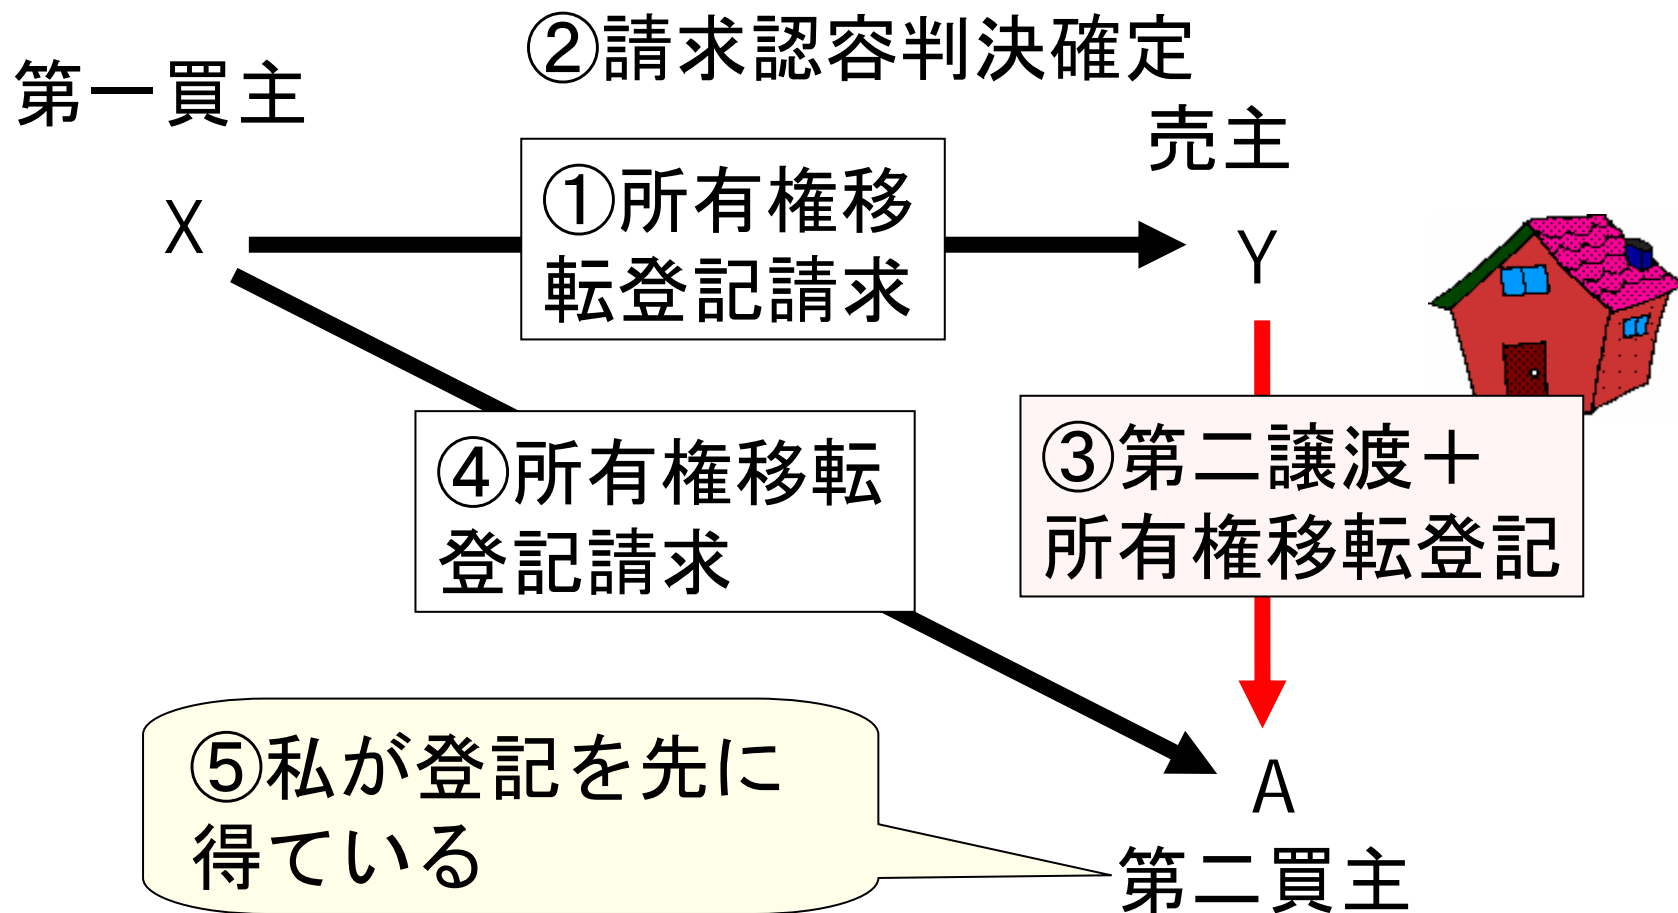 ②請求認容判決確定
第一買主
売主
①所有権移
転登記請求
X
Y
④所有権移転
登記請求
③第二譲渡＋
所有権移転登記
⑤私が登記を先に
得ている
A
第二買主